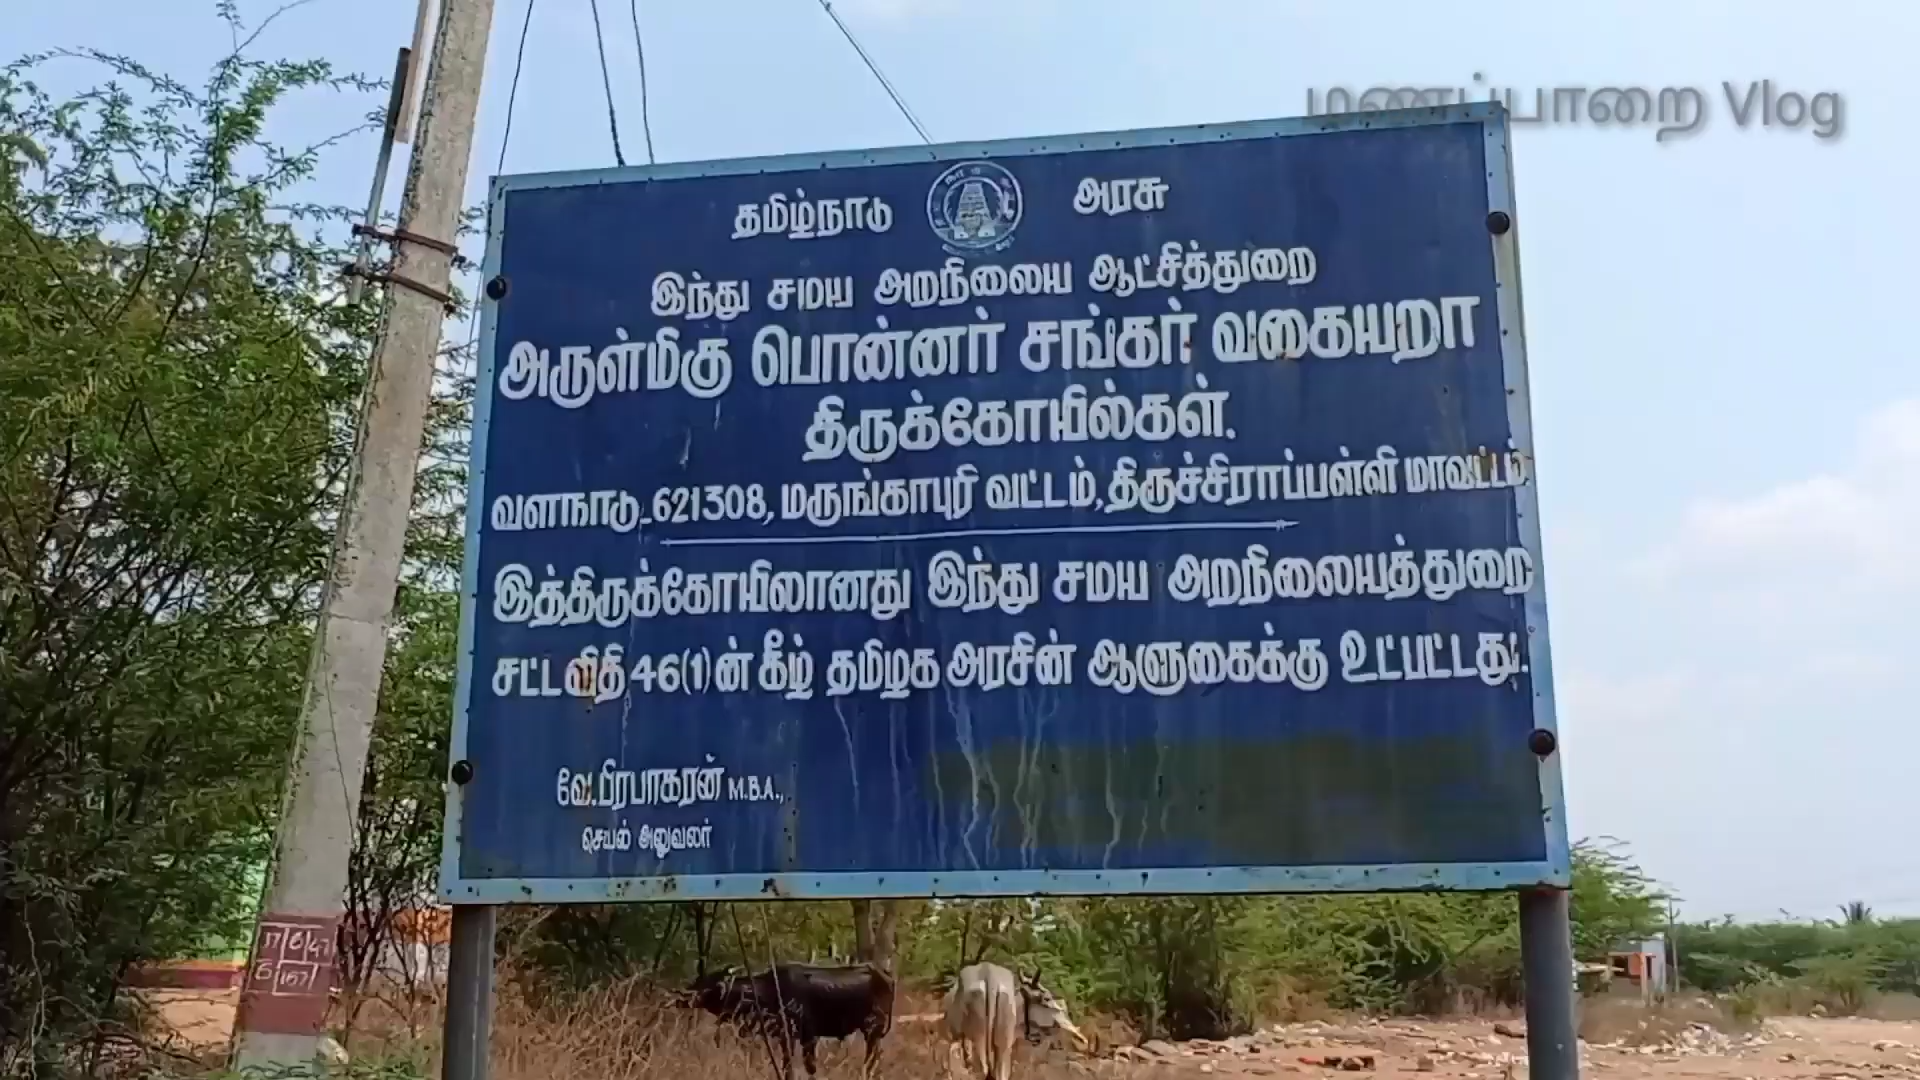 மணப்பாறை Vlog
தமிழ்நாடு அரசு
இந்து சமய அறநிலைய ஆட்சித்துறை
அருள்மிகு பொன்னர் சங்கர் வகையறா
திருக்கோயில்கள்.
வளநாடு-621308, மருங்காபுரி வட்டம், திருச்சிராப்பள்ளி மாவட்டம்
இத்திருக்கோயிலானது இந்து சமய அறநிலையத்துறை
சட்டவிதி 46(1)ன் கீழ் தமிழக அரசின் ஆளுகைக்கு உட்பட்டது.
வே.பிரபாகரன் M.B.A.,
செயல் அலுவலர்